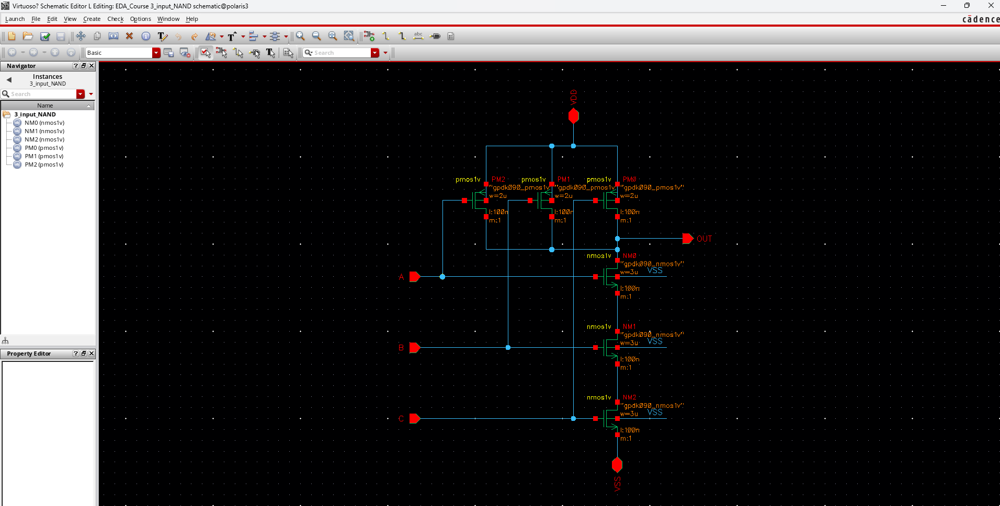 Virtuoso? Schematic Editor L Editing: EDA_Course 3_input_NAND schematic@polaris3
Launch File Edit View Create Check Options Window Help
cādence
abc
Basic
Search
Navigator
Instances
3_input_NAND
Search
Name
3_input_NAND
NM0 (nmos1v)
NM1 (nmos1v)
NM2 (nmos1v)
PM0 (pmos1v)
PM1 (pmos1v)
PM2 (pmos1v)
Property Editor
VDD
pmos1v PM2 pmos1v PM1 pmos1v PM0
"gpdk090_pmos1v "gpdk090_pmos1v "gpdk090_pmos1v"
w=2u w=2u w=2u
l:100n l:100n l:100n
m:1 m:1 m:1
OUT
nmos1v NM0
"gpdk090_nmos1v"
w=3u VSS
A
l:100n
m:1
nmos1v NM1
"gpdk090_nmos1v"
w=3u VSS
B
l:100n
m:1
nmos1v NM2
"gpdk090_nmos1v"
w=3u VSS
C
l:100n
m:1
VSS